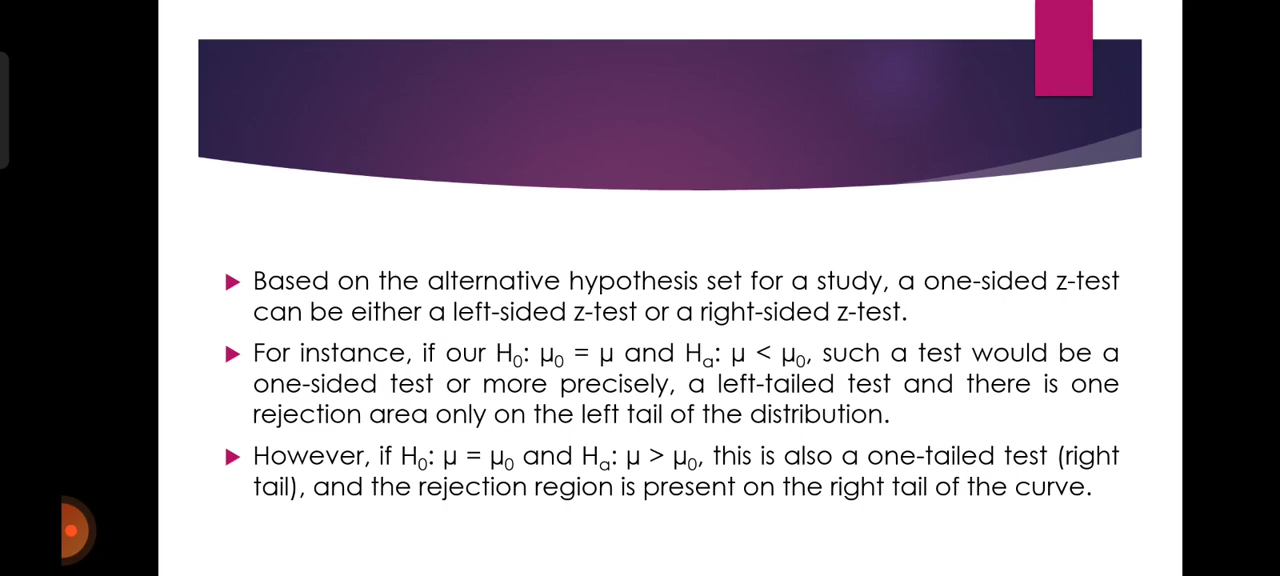 Based on the alternative hypothesis set for a study, a one-sided z-test
can be either a left-sided z-test or a right-sided z-test.
For instance, if our H₀: µ₀ = µ and Hₐ: µ < µ₀, such a test would be a
one-sided test or more precisely, a left-tailed test and there is one
rejection area only on the left tail of the distribution.
However, if H₀: µ = µ₀ and Hₐ: µ > µ₀, this is also a one-tailed test (right
tail), and the rejection region is present on the right tail of the curve.